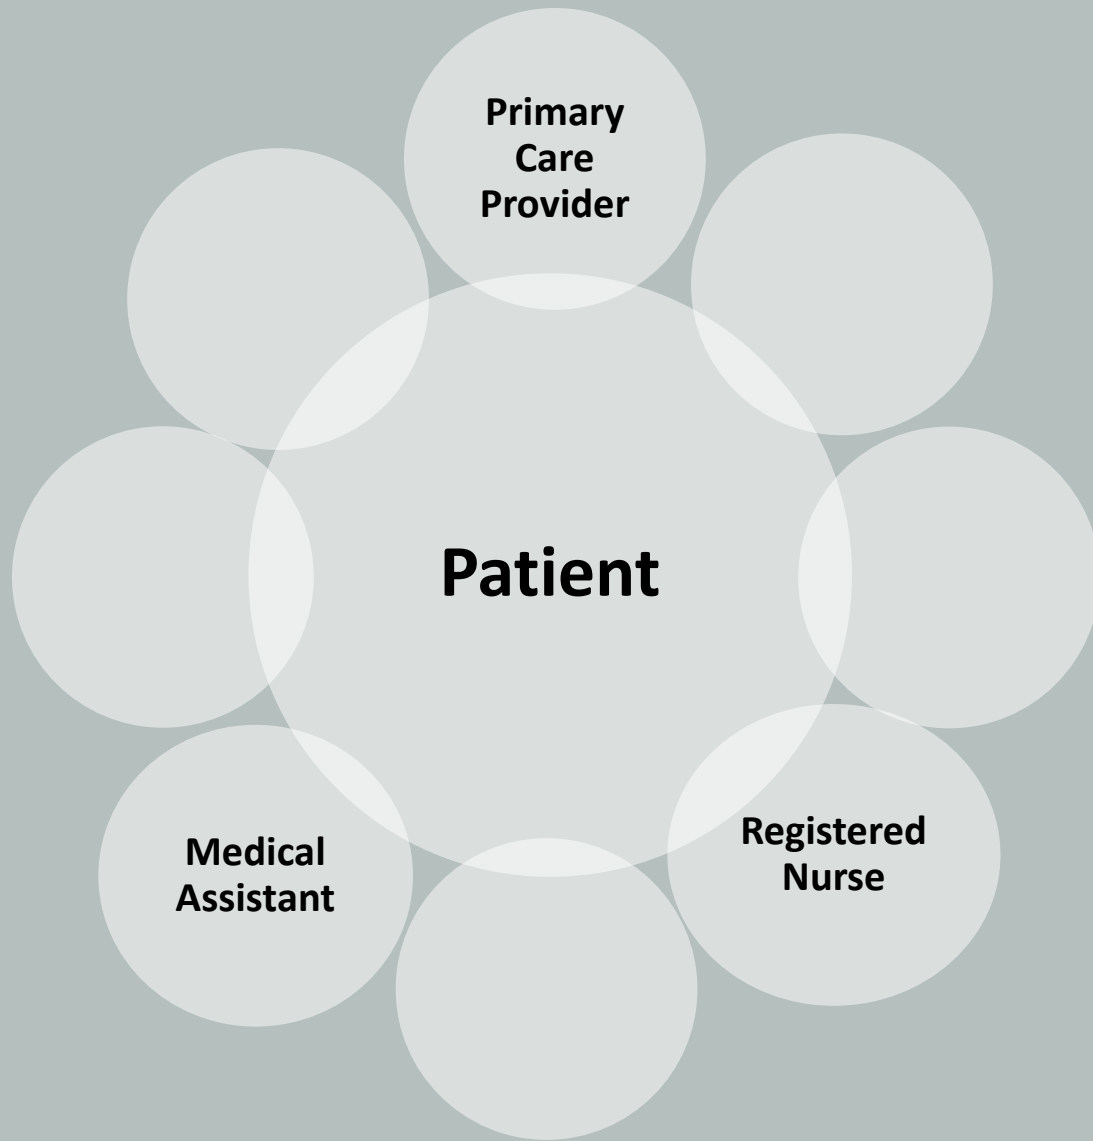 Primary
Care
Provider
Patient
Medical
Assistant
Registered
Nurse